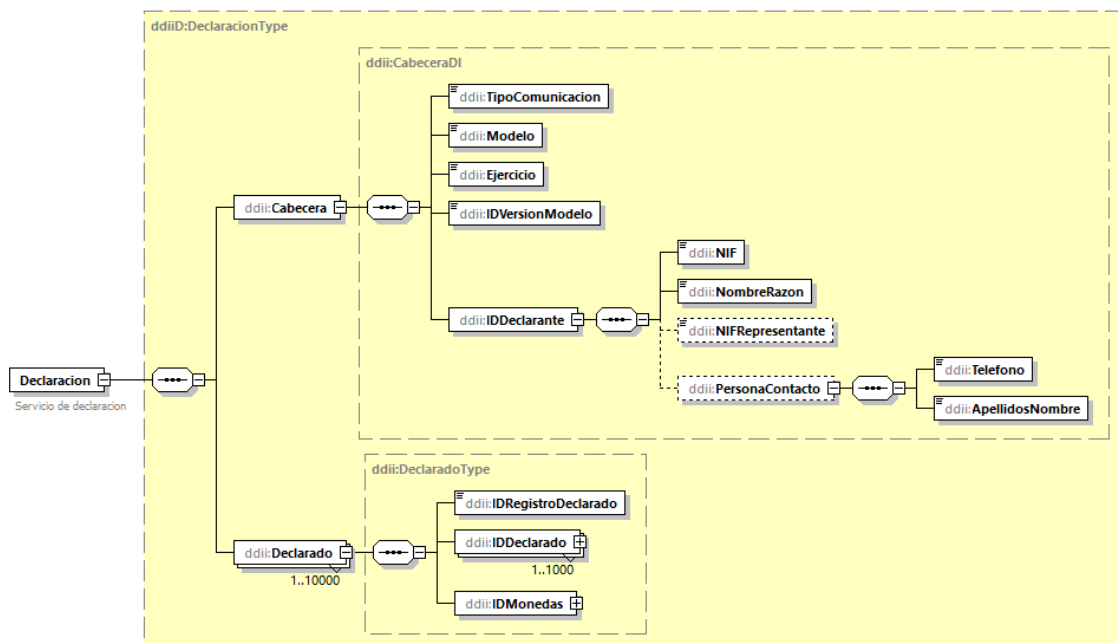 ddiiD:DeclaracionType
ddii:CabeceraDI
ddii:TipoComunicacion
ddii:Modelo
ddii:Ejercicio
ddii:Cabecera
ddii:IDVersionModelo
ddii:NIF
ddii:NombreRazon
ddii:IDDeclarante
ddii:NIFRepresentante
ddii:PersonaContacto
ddii:Telefono
ddii:ApellidosNombre
Declaracion
Servicio de declaracion
ddii:DeclaradoType
ddii:IDRegistroDeclarado
ddii:Declarado
1..10000
ddii:IDDeclarado
1..1000
ddii:IDMonedas